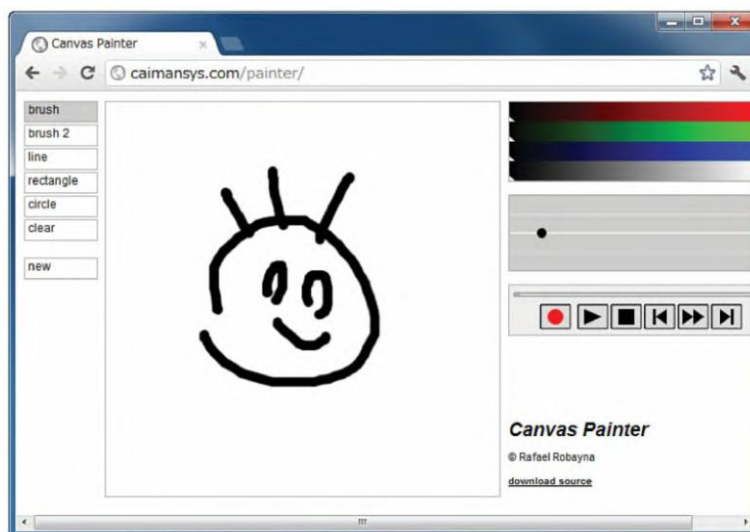 Canvas Painter
caimansys.com/painter/
brush
brush 2
line
rectangle
circle
clear
new
Canvas Painter
© Rafael Robayna
download source